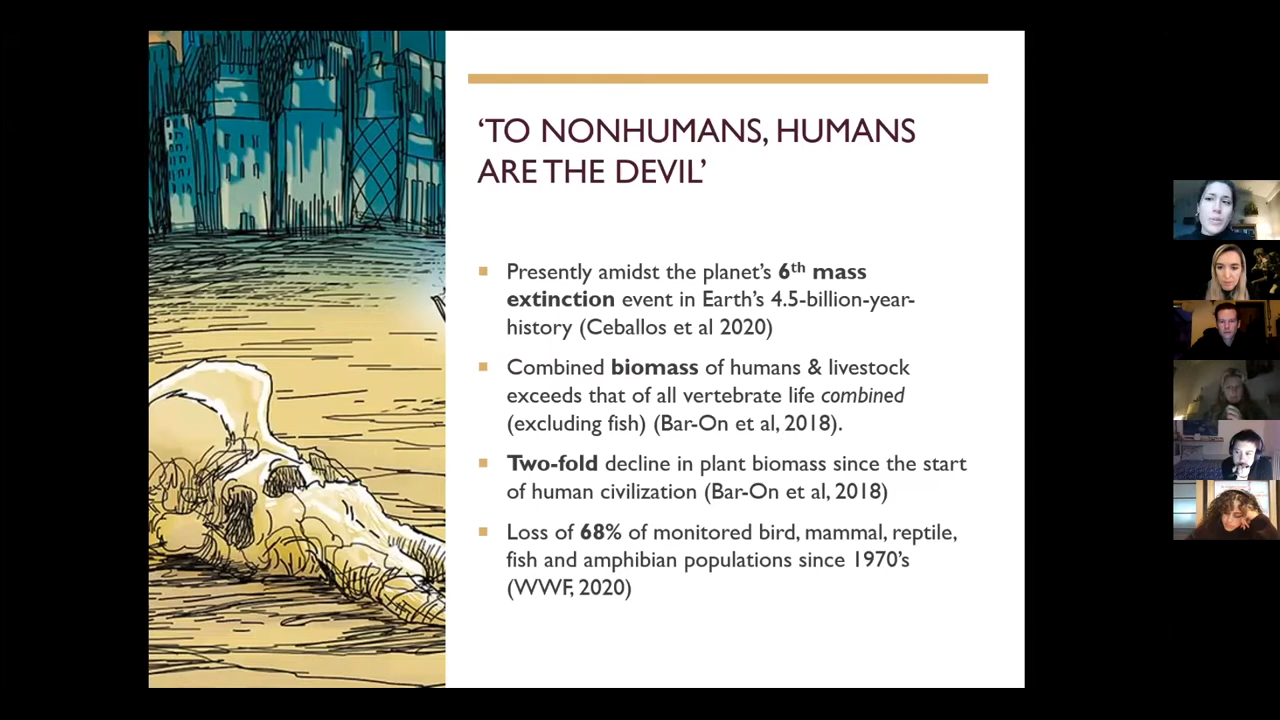 ‘TO NONHUMANS, HUMANS
ARE THE DEVIL’
Presently amidst the planet’s 6th mass
extinction event in Earth’s 4.5-billion-year-
history (Ceballos et al 2020)
Combined biomass of humans & livestock
exceeds that of all vertebrate life combined
(excluding fish) (Bar-On et al, 2018).
Two-fold decline in plant biomass since the start
of human civilization (Bar-On et al, 2018)
Loss of 68% of monitored bird, mammal, reptile,
fish and amphibian populations since 1970’s
(WWF, 2020)